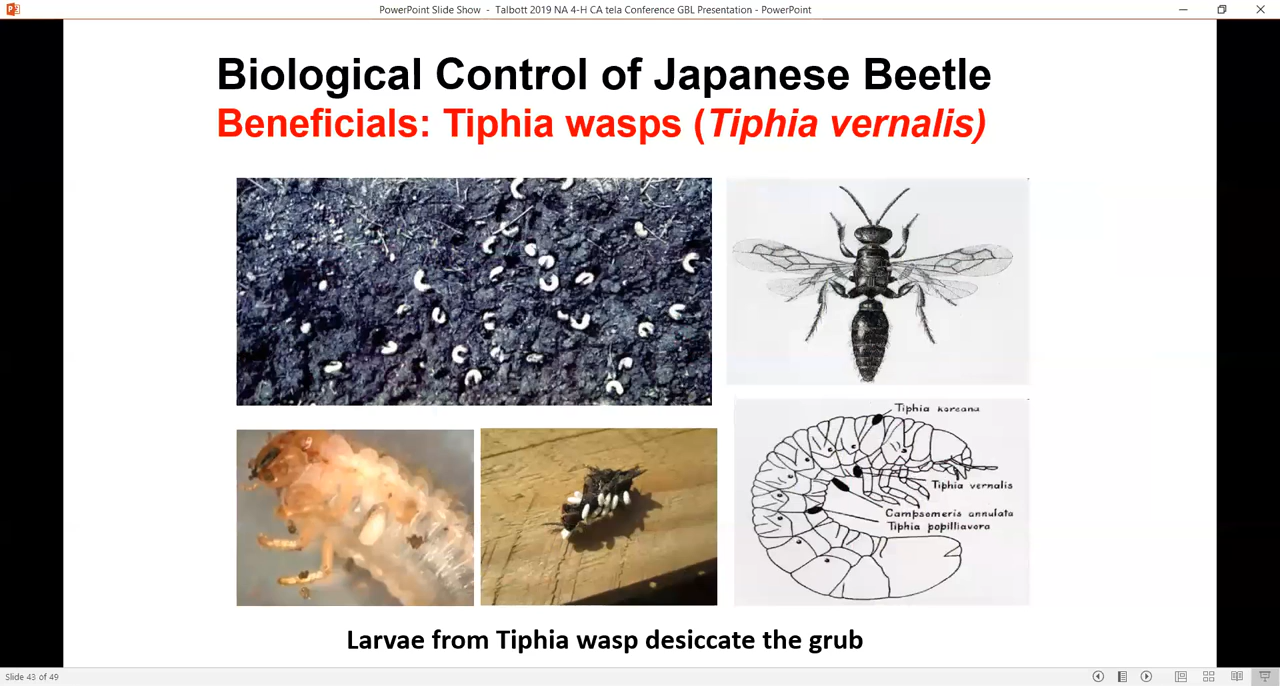 PowerPoint Slide Show - Talbott 2019 NA 4-H CA tela Conference GBL Presentation - PowerPoint
Biological Control of Japanese Beetle
Beneficials: Tiphia wasps (Tiphia vernalis)
Tiphia koreana
Tiphia vernalis
Campsomeris annulata
Tiphia popilliavora
Larvae from Tiphia wasp desiccate the grub
Slide 43 of 49